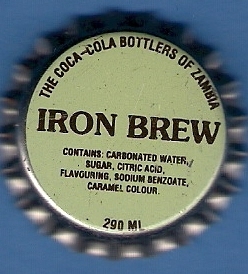 THE COCA-COLA BOTTLERS OF ZAMBIA
IRON BREW
CONTAINS: CARBONATED WATER,
SUGAR, CITRIC ACID,
FLAVOURING, SODIUM BENZOATE,
CARAMEL COLOUR.
290 ML